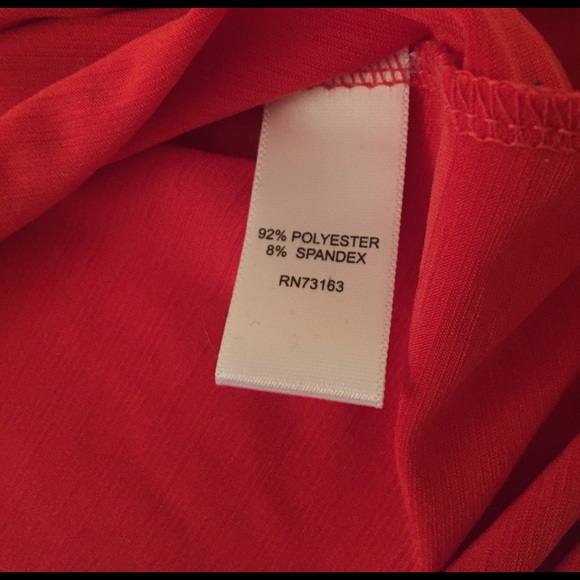 92% POLYESTER
8% SPANDEX
RN73163